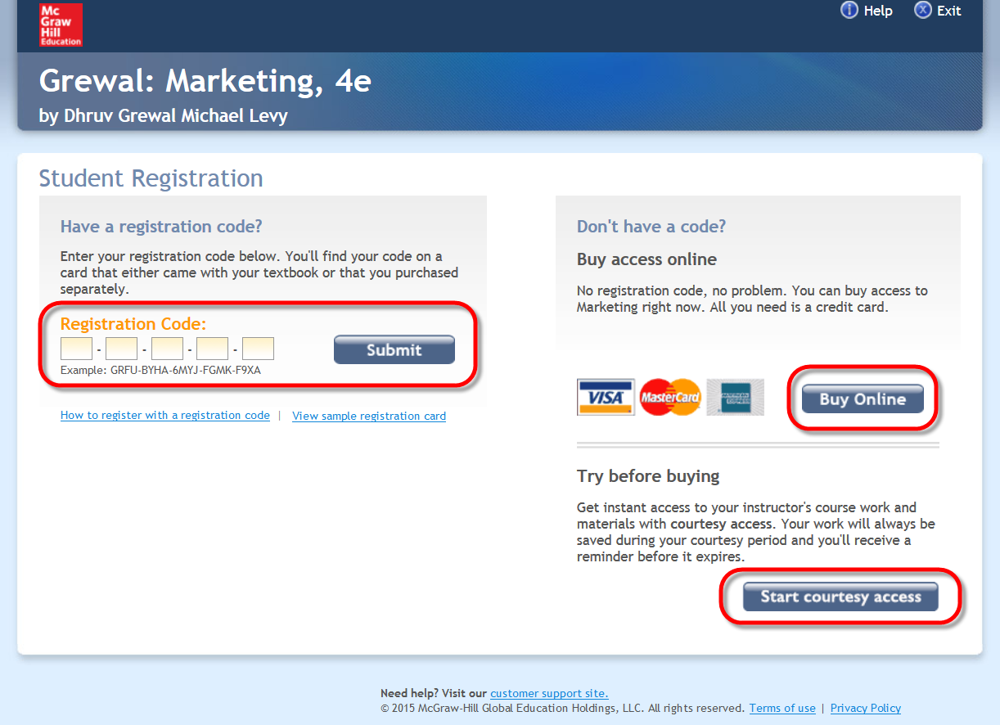 Mc
Graw
Hill
Education
Help
Exit
Grewal: Marketing, 4e
by Dhruv Grewal Michael Levy
Student Registration
Have a registration code?
Enter your registration code below. You'll find your code on a
card that either came with your textbook or that you purchased
separately.
Registration Code:
- - - -
Submit
Example: GRFU-BYHA-6MYJ-FGMK-F9XA
How to register with a registration code | View sample registration card
Don't have a code?
Buy access online
No registration code, no problem. You can buy access to
Marketing right now. All you need is a credit card.
VISA
MasterCard
AMERICAN
EXPRESS
Buy Online
Try before buying
Get instant access to your instructor's course work and
materials with courtesy access. Your work will always be
saved during your courtesy period and you'll receive a
reminder before it expires.
Start courtesy access
Need help? Visit our customer support site.
© 2015 McGraw-Hill Global Education Holdings, LLC. All rights reserved. Terms of use | Privacy Policy